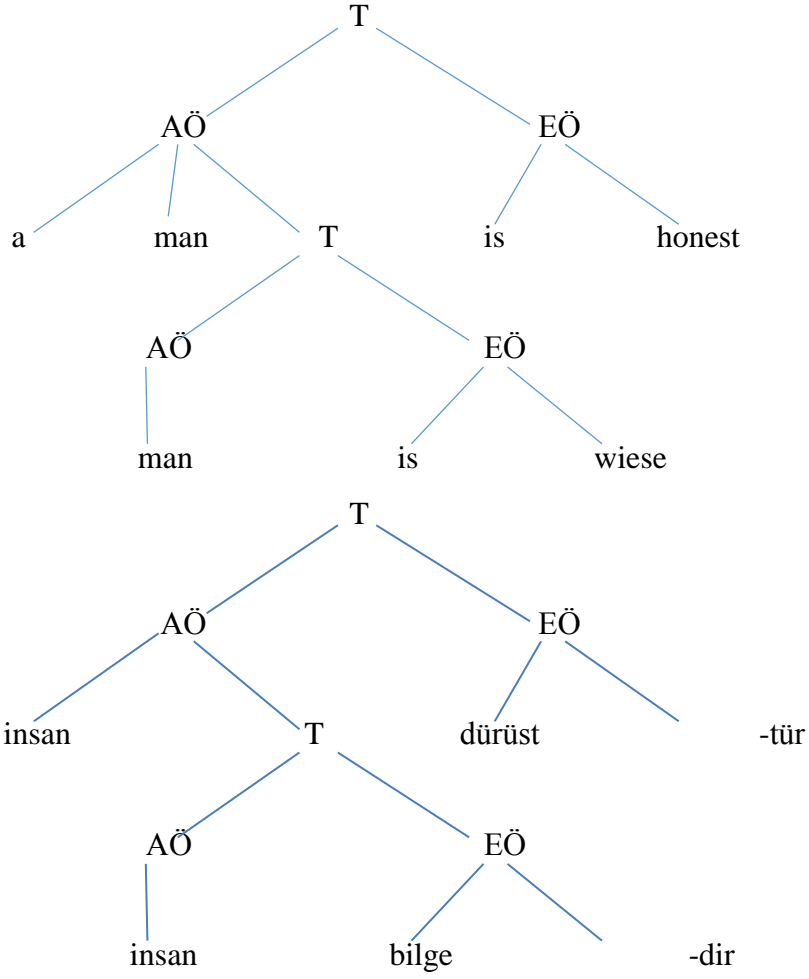 T
AÖ EÖ
a man T is honest
AÖ EÖ
man is wiese
T
AÖ EÖ
insan T dürüst -tür
AÖ EÖ
insan bilge -dir